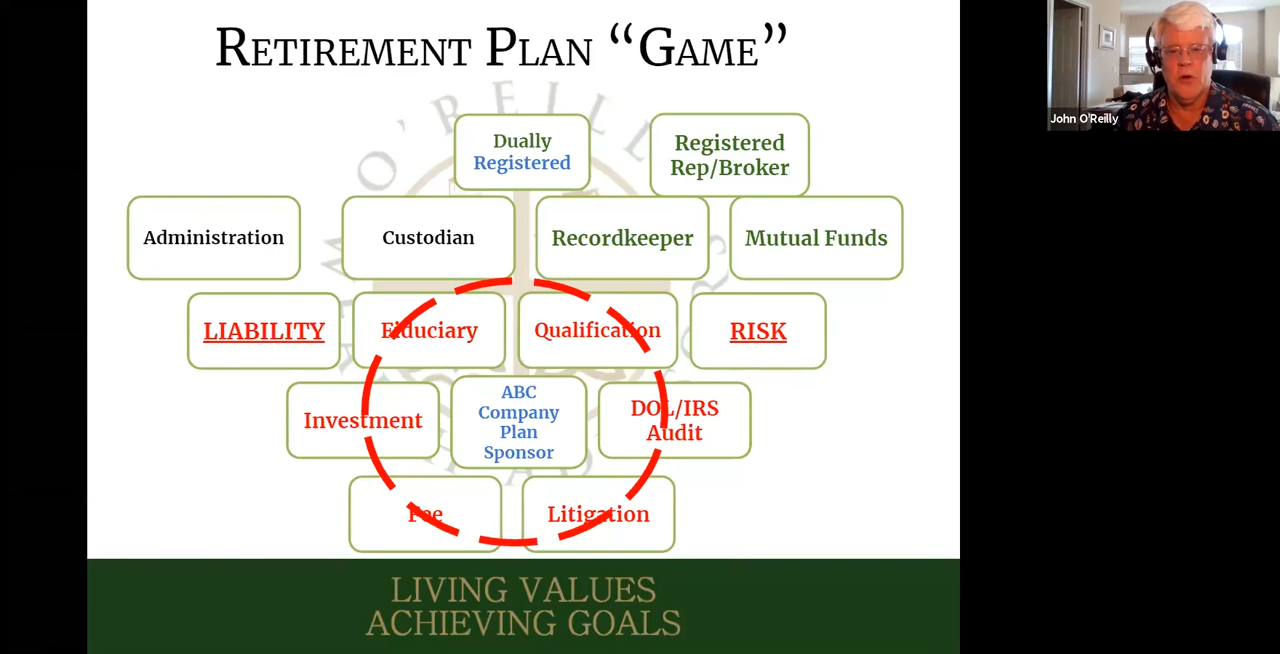 RETIREMENT PLAN “GAME”
John O'Reilly
Dually
Registered
Registered
Rep/Broker
Administration
Custodian
Recordkeeper
Mutual Funds
LIABILITY
Fiduciary
Qualification
RISK
Investment
ABC
Company
Plan
Sponsor
DOL/IRS
Audit
Fee
Litigation
LIVING VALUES
ACHIEVING GOALS